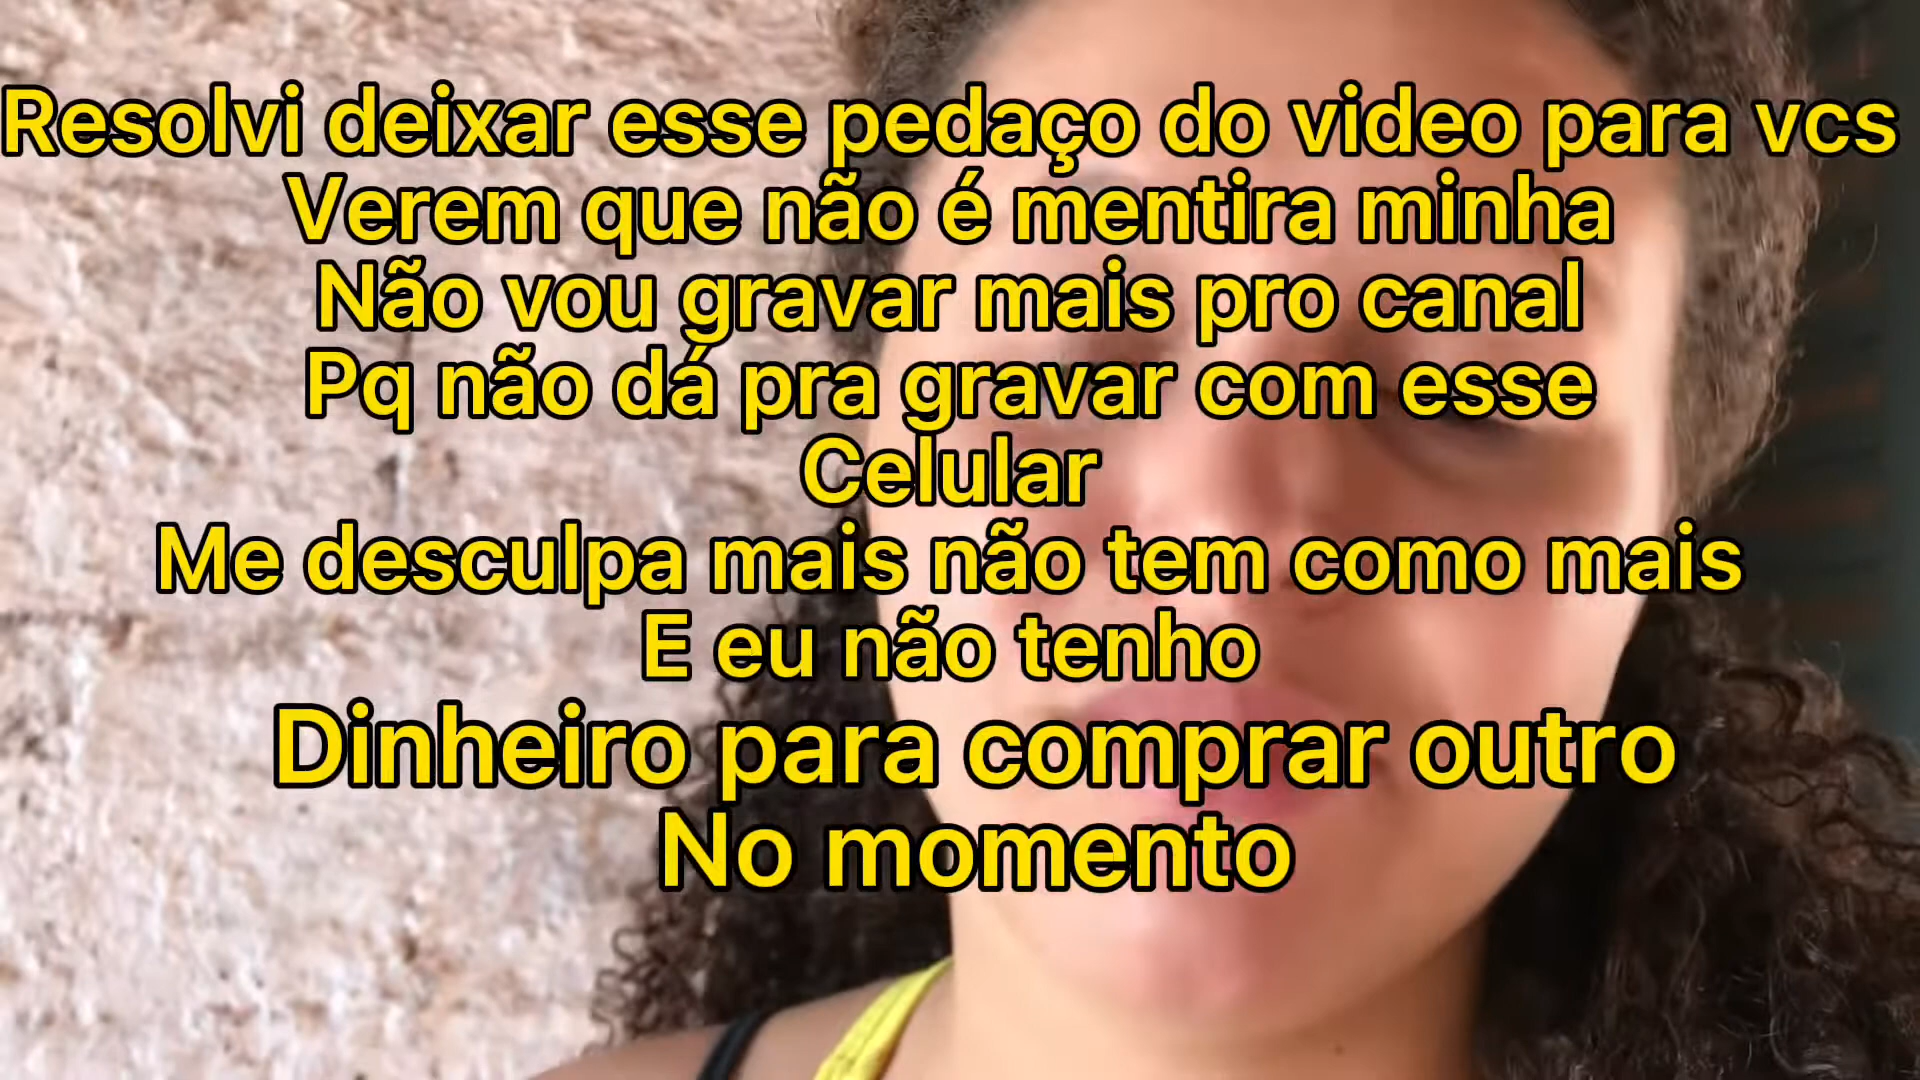 Resolvi deixar esse pedaço do video para vcs
Verem que não é mentira minha
Não vou gravar mais pro canal
Pq não dá pra gravar com esse
Celular
Me desculpa mais não tem como mais
E eu não tenho
Dinheiro para comprar outro
No momento